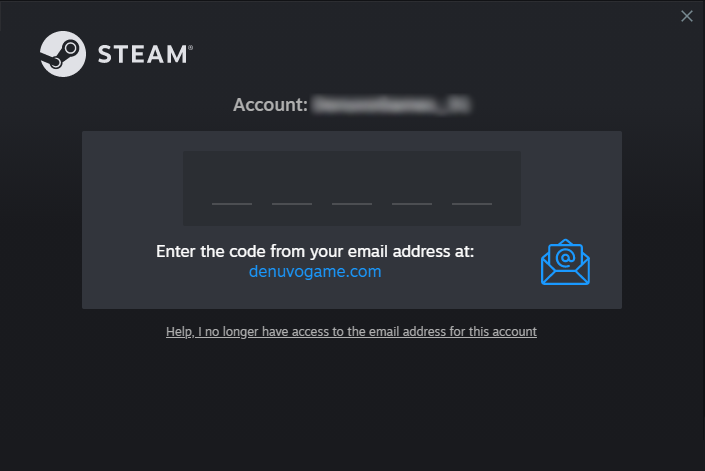 STEAM®
Account:
Enter the code from your email address at:
denuvogame.com
Help, I no longer have access to the email address for this account